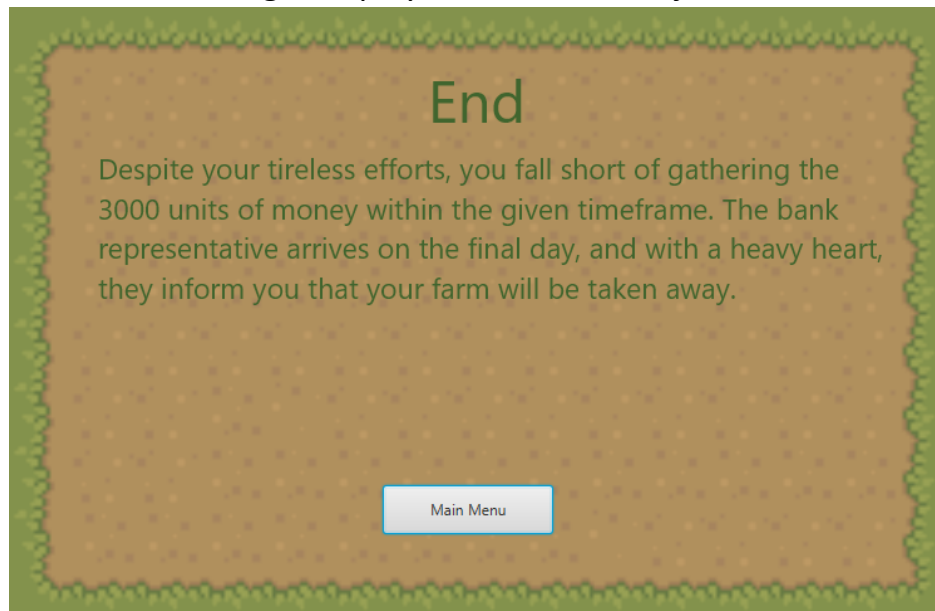 End
Despite your tireless efforts, you fall short of gathering the
3000 units of money within the given timeframe. The bank
representative arrives on the final day, and with a heavy heart,
they inform you that your farm will be taken away.
Main Menu